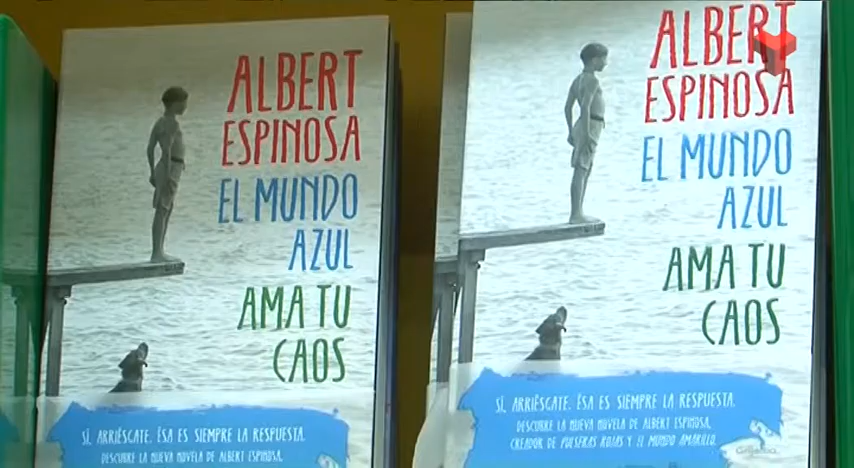 ALBERT
ESPINOSA
EL MUNDO
AZUL
AMA TU
CAOS
SÍ, ARRIÉSGATE. ÉSA ES SIEMPRE LA RESPUESTA.
DESCUBRE LA NUEVA NOVELA DE ALBERT ESPINOSA,
ALBERT
ESPINOSA
EL MUNDO
AZUL
AMA TU
CAOS
SÍ, ARRIÉSGATE. ÉSA ES SIEMPRE LA RESPUESTA.
DESCUBRE LA NUEVA NOVELA DE ALBERT ESPINOSA,
CREADOR DE PULSERAS ROJAS Y EL MUNDO AMARILLO.
Grijalbo